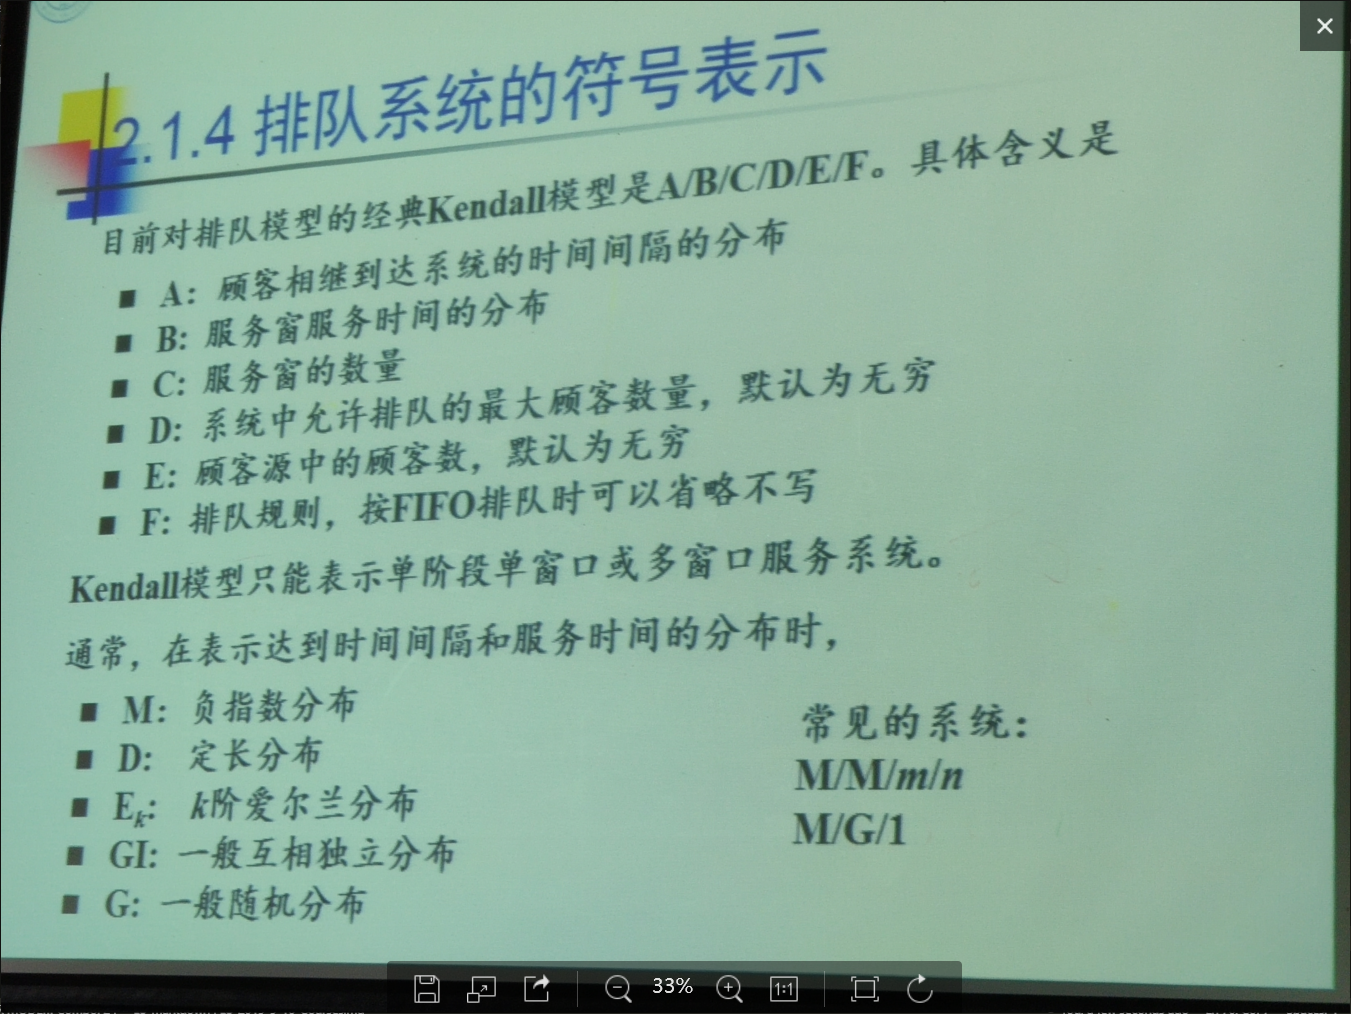 2.1.4 排队系统的符号表示
目前对排队模型的经典Kendall模型是A/B/C/D/E/F。具体含义是
■ A: 顾客相继到达系统的时间间隔的分布
■ B: 服务窗服务时间的分布
■ C: 服务窗的数量
■ D: 系统中允许排队的最大顾客数量，默认为无穷
■ E: 顾客源中的顾客数，默认为无穷
■ F: 排队规则，按FIFO排队时可以省略不写
Kendall模型只能表示单阶段单窗口或多窗口服务系统。
通常，在表示达到时间间隔和服务时间的分布时，
■ M: 负指数分布
■ D: 定长分布
■ Ek: k阶爱尔兰分布
■ GI: 一般互相独立分布
■ G: 一般随机分布
常见的系统：
M/M/m/n
M/G/1
33%
1:1